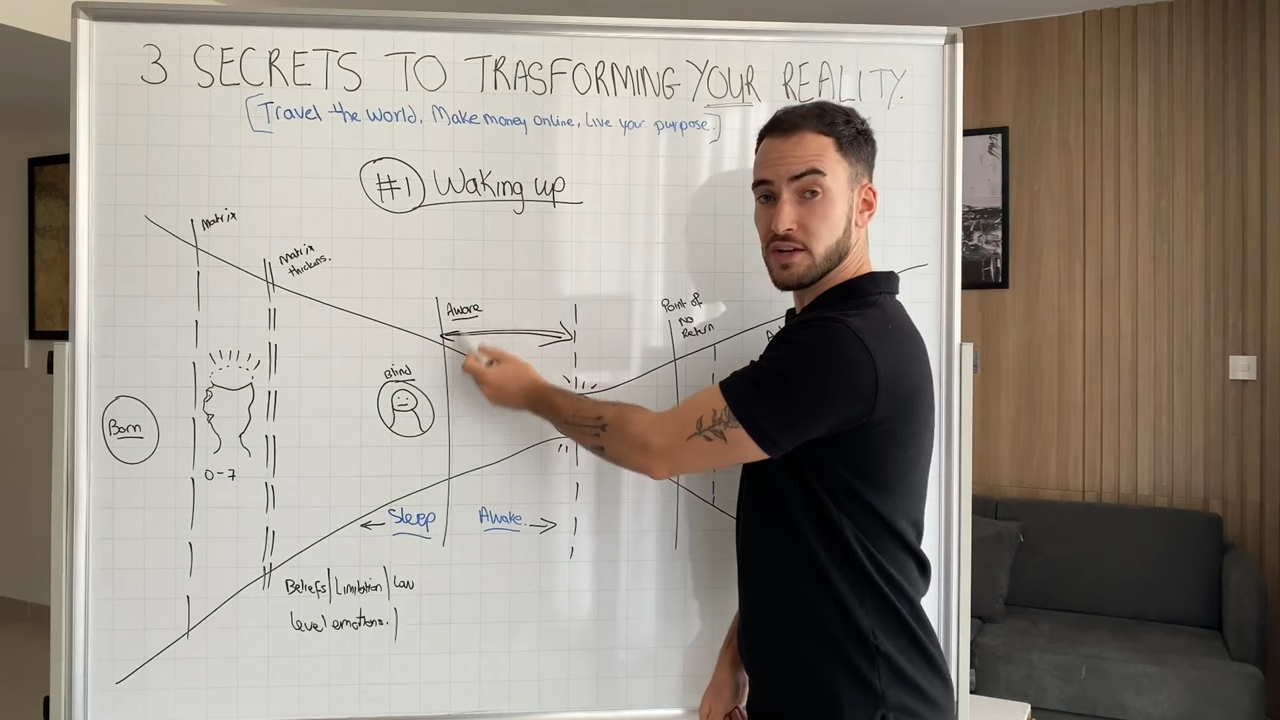 3 SECRETS TO TRASFORMING YOUR REALITY.
[Travel the world, Make money online, Live your purpose.]
#1 Waking up
Matrix
Matrix
thickens.
Aware
Point of
No
Return
A
Blind
Born
0-7
← Sleep
Awake →
Beliefs | Limitation | Low
level emotions. |